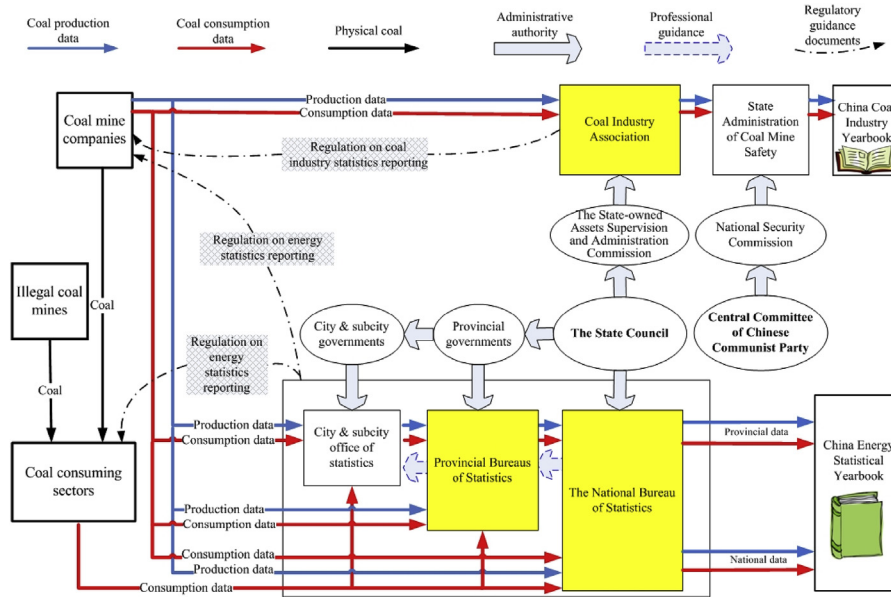 Coal production
data
Coal consumption
data
Physical coal
Administrative
authority
Professional
guidance
Regulatory
guidance
documents
Coal mine
companies
Production data
Consumption data
Coal Industry
Association
State
Administration
of Coal Mine
Safety
China Coal
Industry
Yearbook
Regulation on coal
industry statistics reporting
The State-owned
Assets Supervision
and Administration
Commission
National Security
Commission
Regulation on energy
statistics reporting
Illegal coal
mines
Coal
City & subcity
governments
Provincial
governments
The State Council
Central Committee
of Chinese
Communist Party
Regulation on
energy
statistics
reporting
Coal
Production data
Consumption data
City & subcity
office of
statistics
Provincial Bureaus
of Statistics
The National Bureau
of Statistics
Provincial data
China Energy
Statistical
Yearbook
Coal consuming
sectors
Production data
Consumption data
Consumption data
Production data
National data
Consumption data